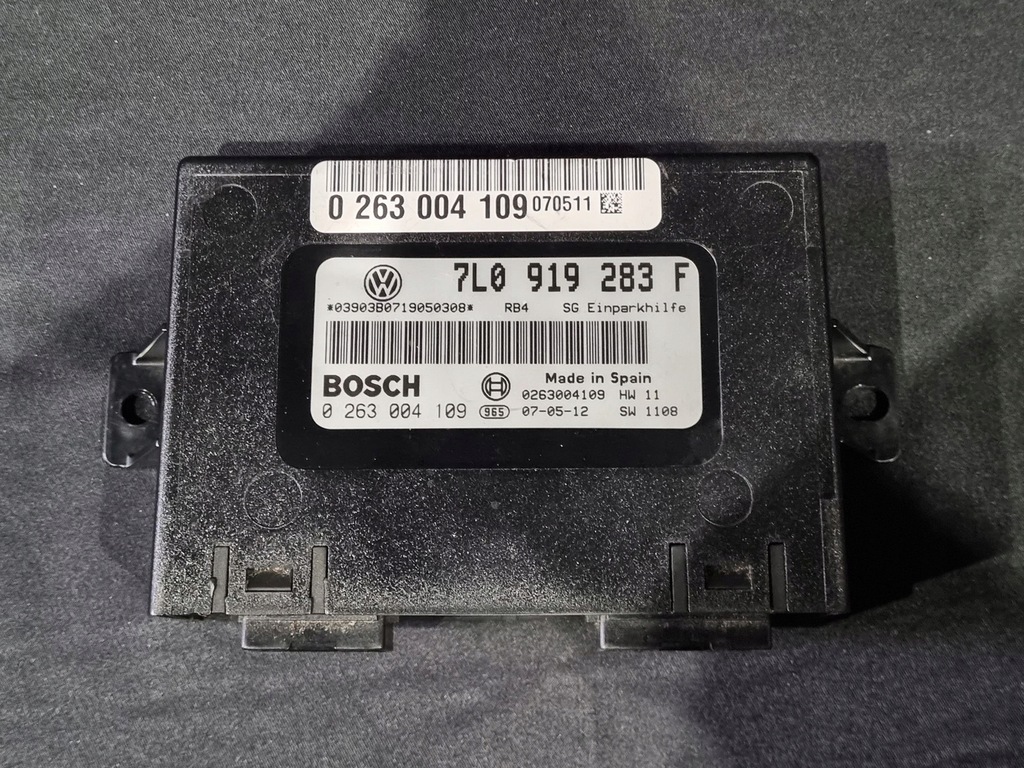 0 263 004 109 070511
7L0 919 283 F
*03903B0719050308* RB4 SG Einparkhilfe
BOSCH Made in Spain
0263004109 HW 11
0 263 004 109 965 07-05-12 SW 1108